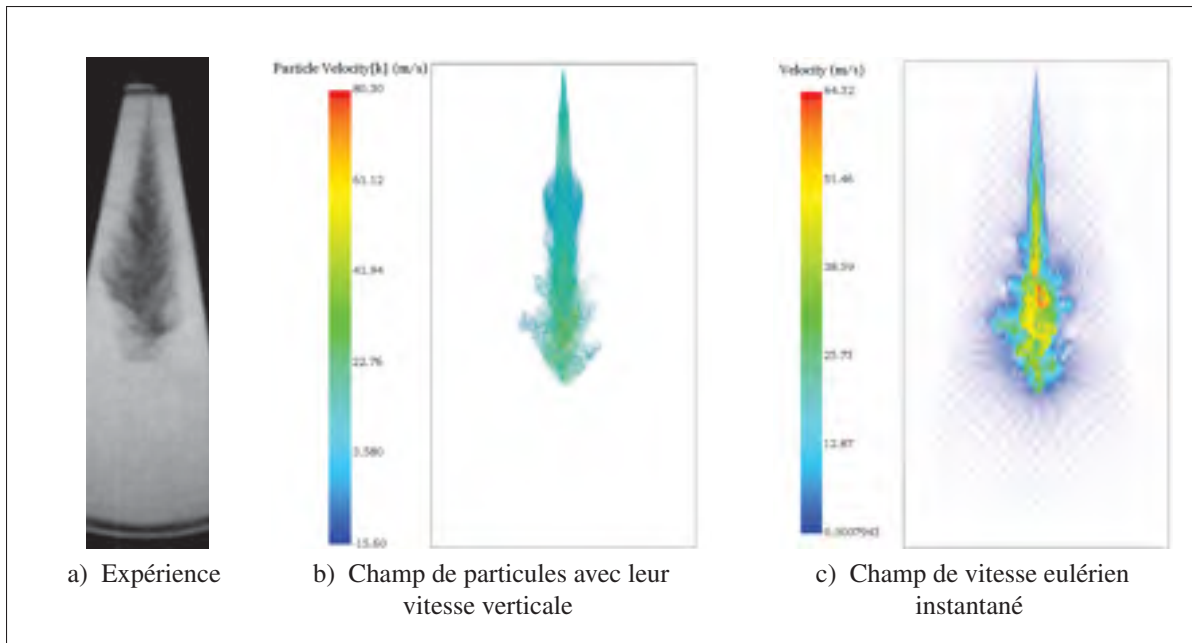 Particle Velocity[k] (m/s)
80.30
61.12
41.94
22.76
3.580
-15.60
Velocity (m/s)
64.32
51.46
38.59
25.73
12.87
0.0007942
a) Expérience
b) Champ de particules avec leur
vitesse verticale
c) Champ de vitesse eulérien
instantané